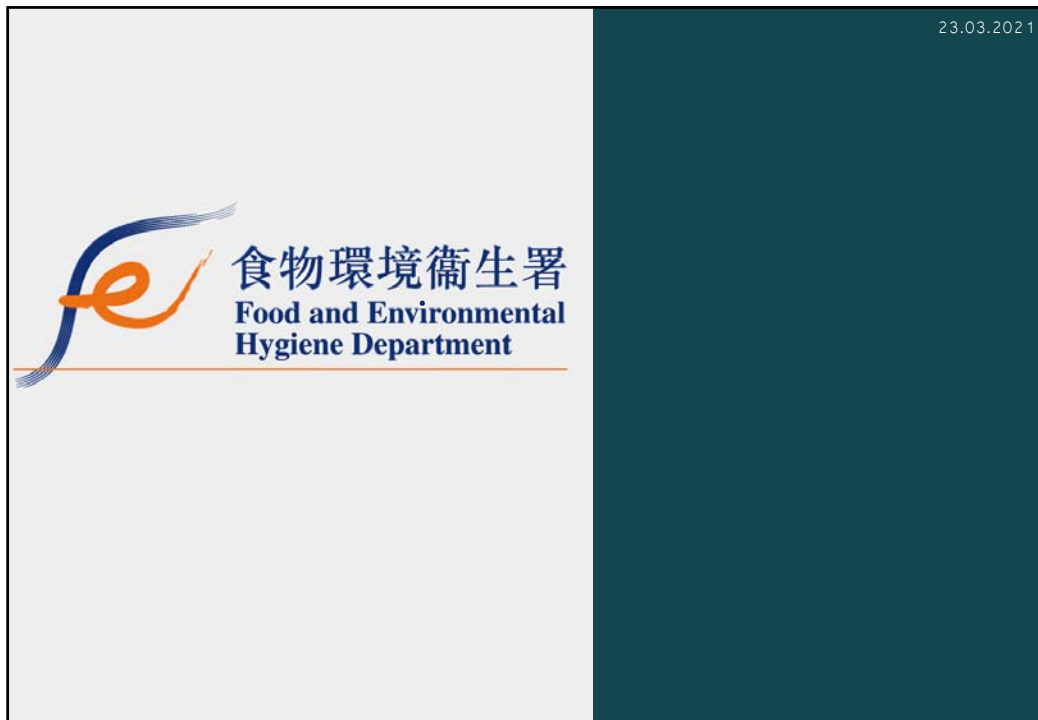 23.03.2021
食物環境衞生署
Food and Environmental
Hygiene Department